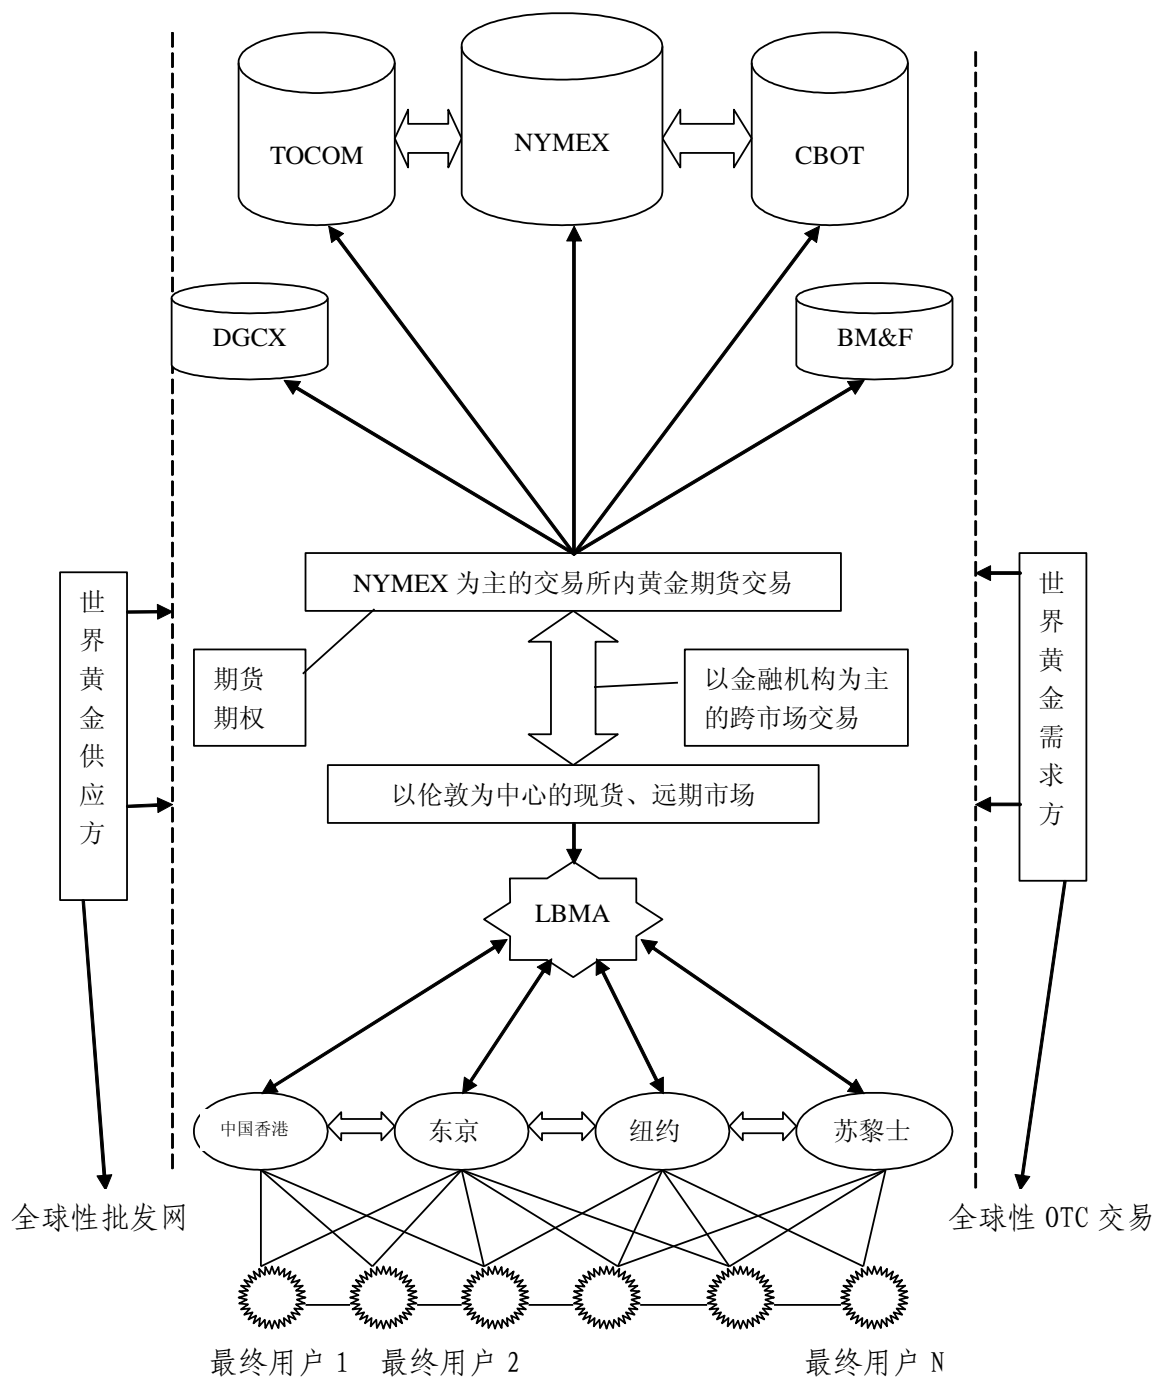 TOCOM
NYMEX
CBOT
DGCX
BM&F
NYMEX 为主的交易所内黄金期货交易
世界黄金供应方
世界黄金需求方
期货
期权
以金融机构为主
的跨市场交易
以伦敦为中心的现货、远期市场
LBMA
中国香港
东京
纽约
苏黎士
全球性批发网
全球性 OTC 交易
最终用户 1
最终用户 2
最终用户 N